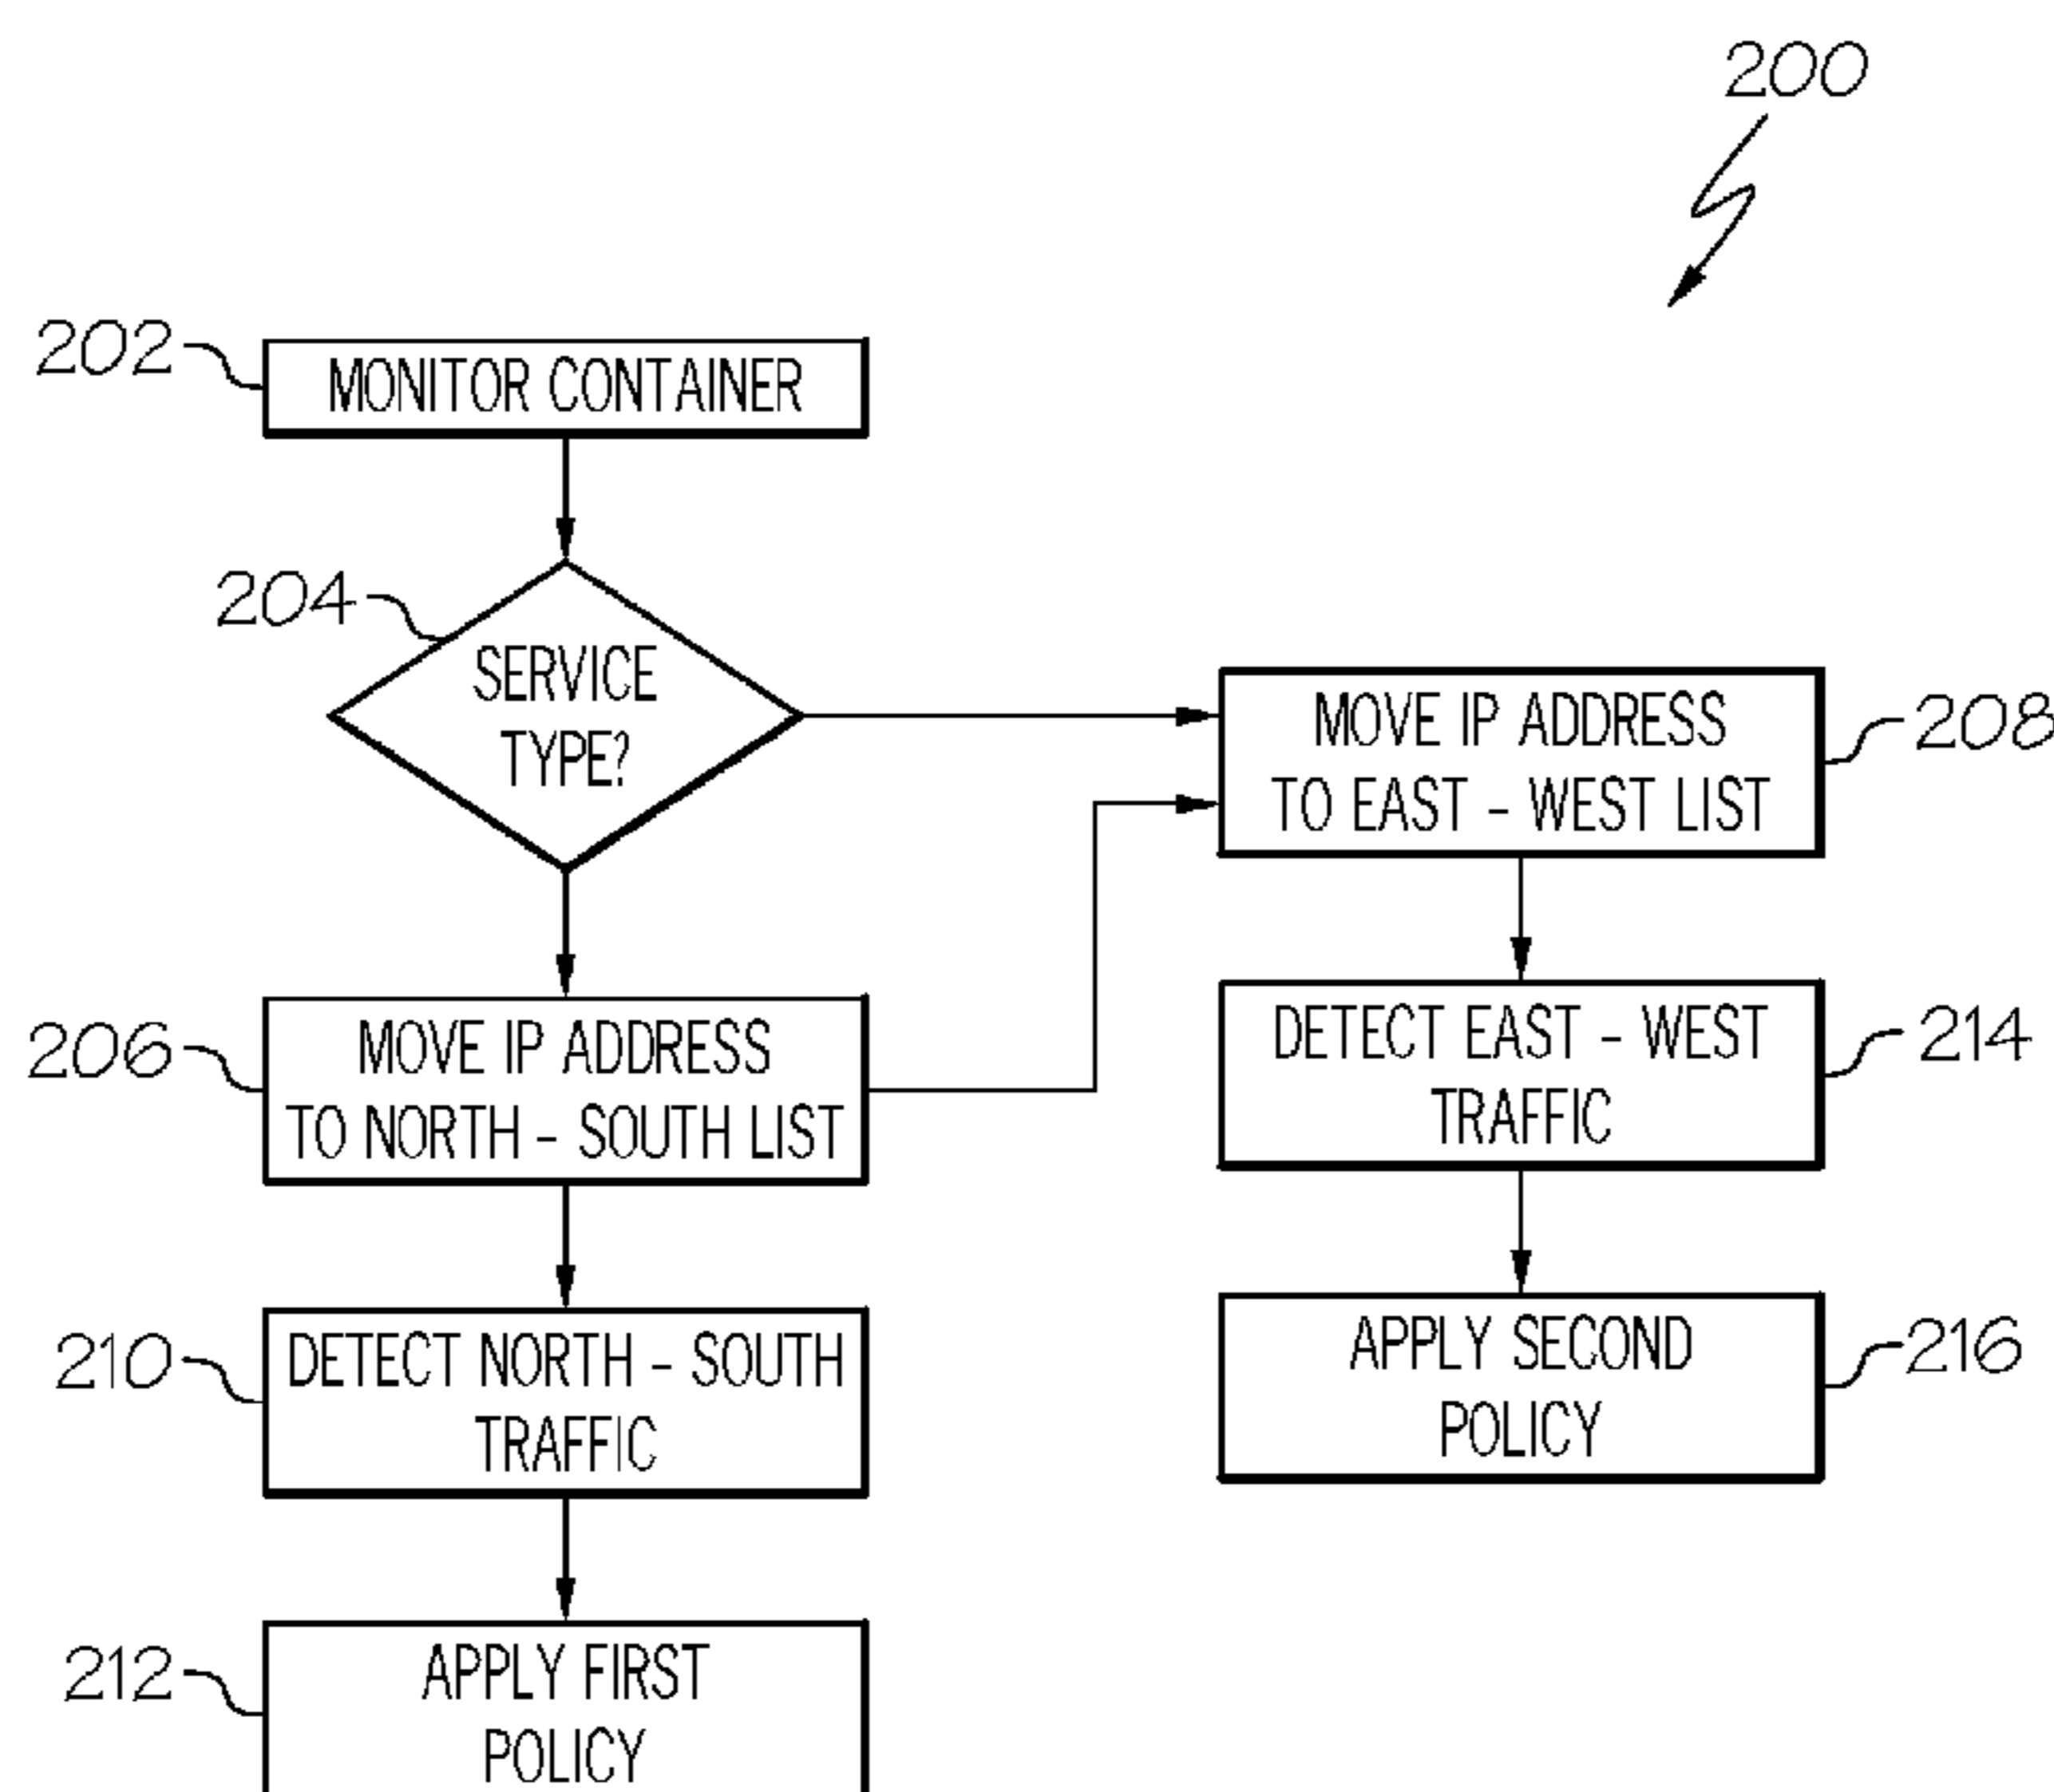 200
202
MONITOR CONTAINER
204
SERVICE
TYPE?
MOVE IP ADDRESS
TO EAST - WEST LIST
208
206
MOVE IP ADDRESS
TO NORTH - SOUTH LIST
DETECT EAST - WEST
TRAFFIC
214
210
DETECT NORTH - SOUTH
TRAFFIC
APPLY SECOND
POLICY
216
212
APPLY FIRST
POLICY